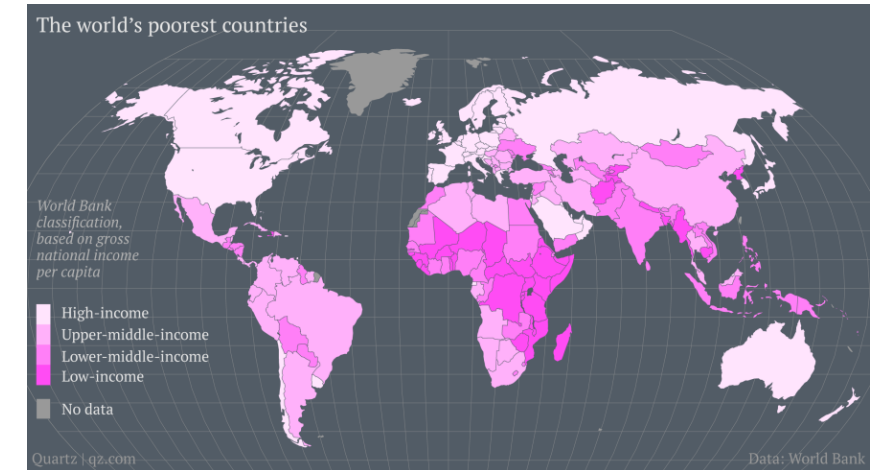 The world's poorest countries
World Bank
classification,
based on gross
national income
per capita
High-income
Upper-middle-income
Lower-middle-income
Low-income
No data
Quartz | qz.com
Data: World Bank